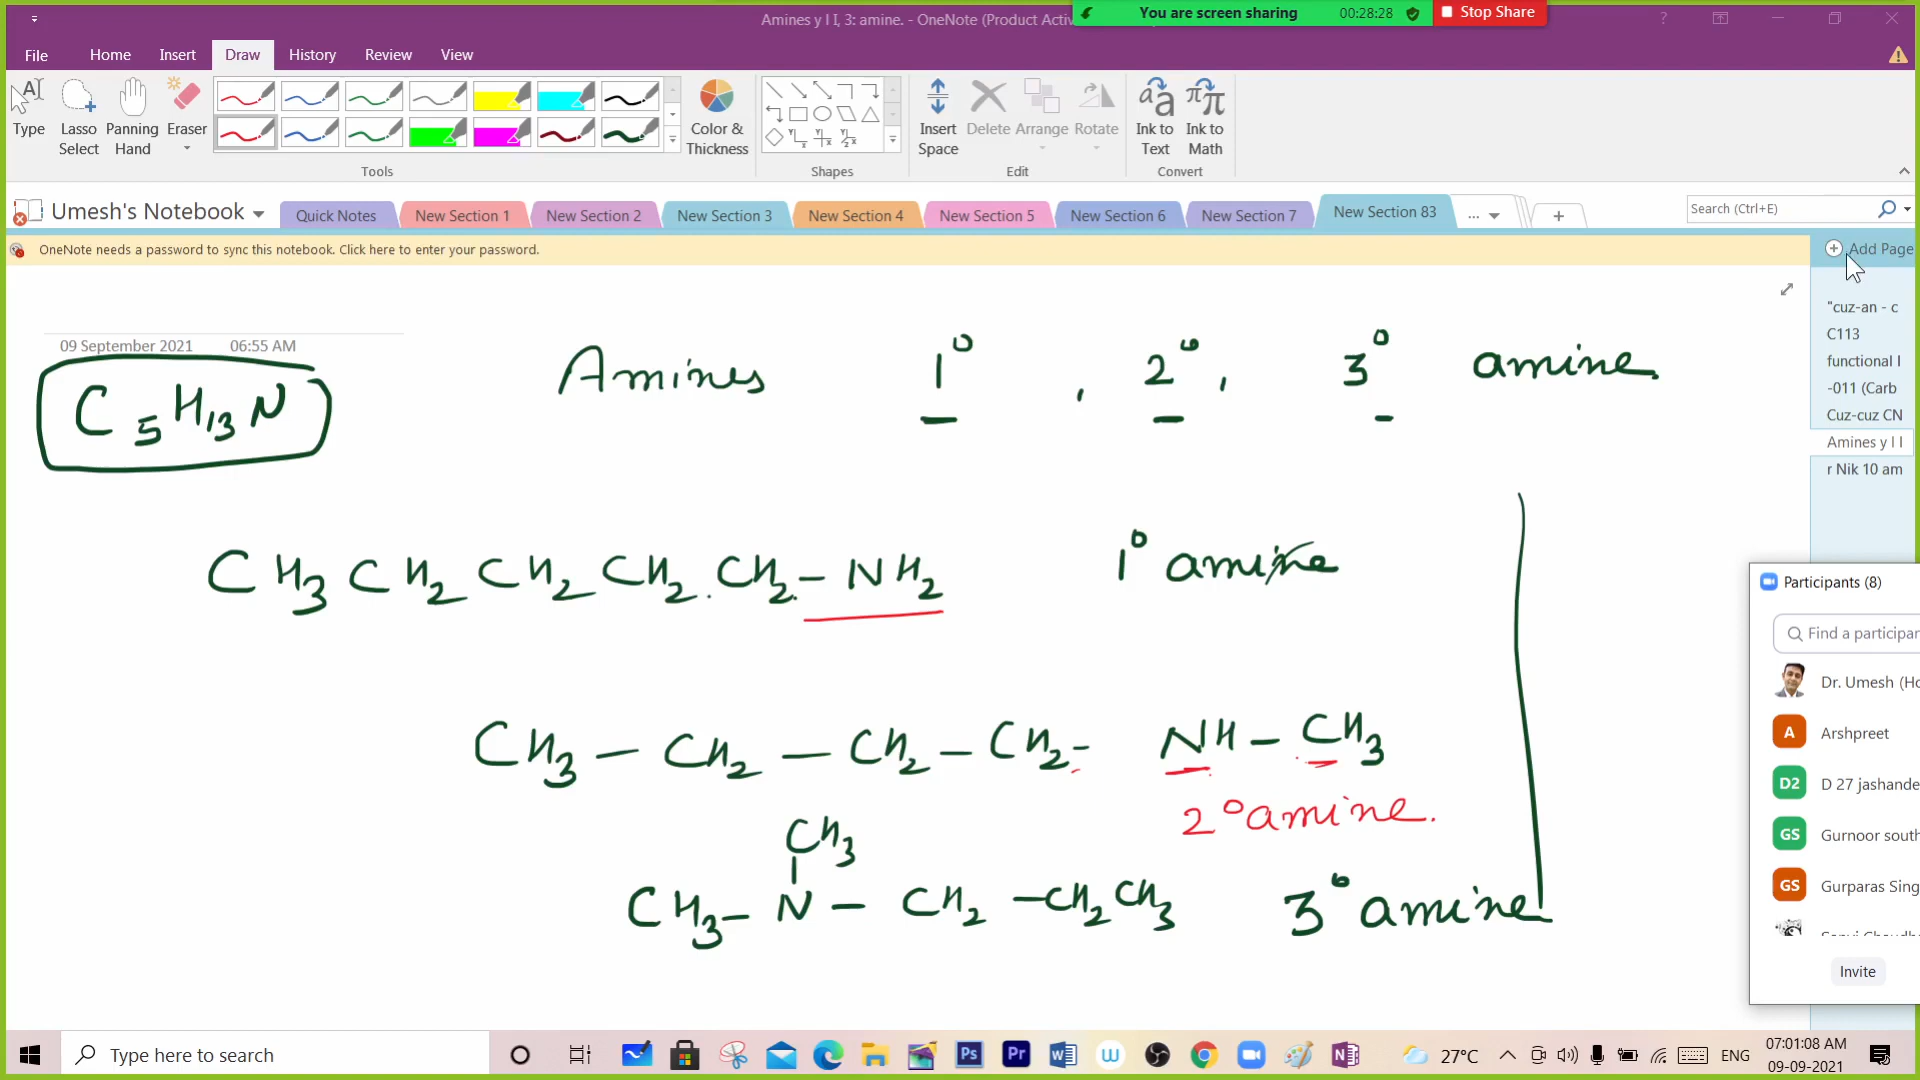 Amines y I I, 3: amine. - OneNote (Product Activ
You are screen sharing 00:28:28 Stop Share
File Home Insert Draw History Review View
Type Lasso Select Panning Hand Eraser
Color & Thickness
Insert Space Delete Arrange Rotate
Ink to Text Ink to Math
Tools Shapes Edit Convert
Umesh's Notebook Quick Notes New Section 1 New Section 2 New Section 3 New Section 4 New Section 5 New Section 6 New Section 7 New Section 83 ... + Search (Ctrl+E)
OneNote needs a password to sync this notebook. Click here to enter your password.
Add Page
"cuz-an - c
C113
functional I
-011 (Carb
Cuz-cuz CN
Amines y I I
r Nik 10 am
09 September 2021 06:55 AM
C5H13N
Amines 1°, 2°, 3° amine.
CH3 CH2 CH2 CH2 CH2 - NH2 1° amine
CH3 - CH2 - CH2 - CH2 - NH - CH3
2° amine.
CH3
CH3 - N - CH2 - CH2 CH3 3° amine
Participants (8)
Find a participan
Dr. Umesh (Ho
A Arshpreet
D2 D 27 jashande
GS Gurnoor south
GS Gurparas Sing
Invite
Type here to search
Ps Pr W N
27°C ENG 07:01:08 AM
09-09-2021